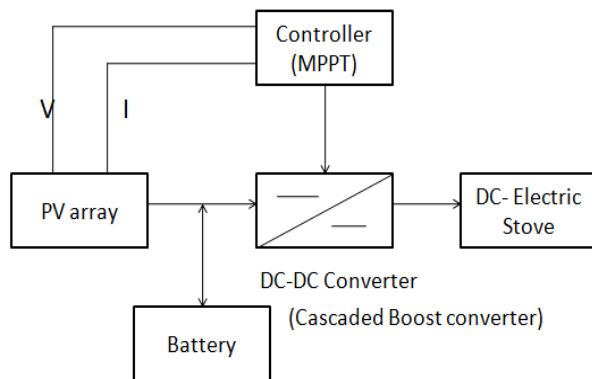 Controller
(MPPT)
V
I
PV array
DC- Electric
Stove
DC-DC Converter
(Cascaded Boost converter)
Battery